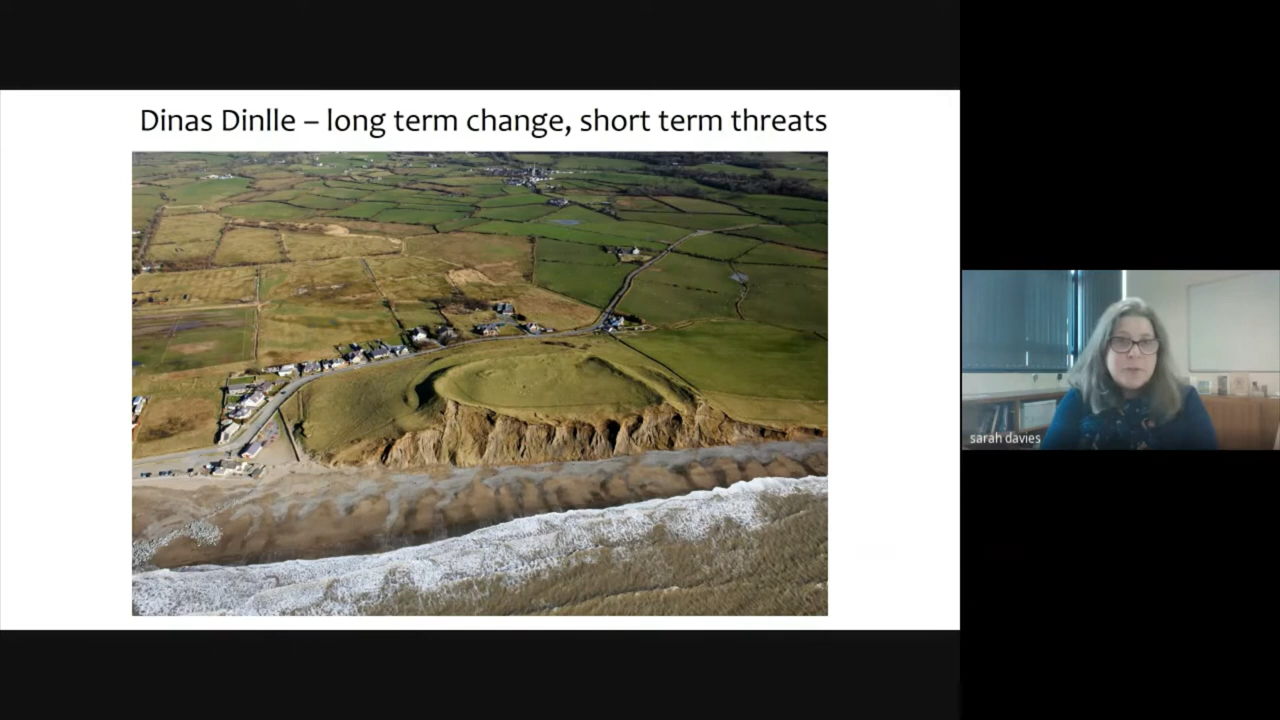 Dinas Dinlle – long term change, short term threats
sarah davies